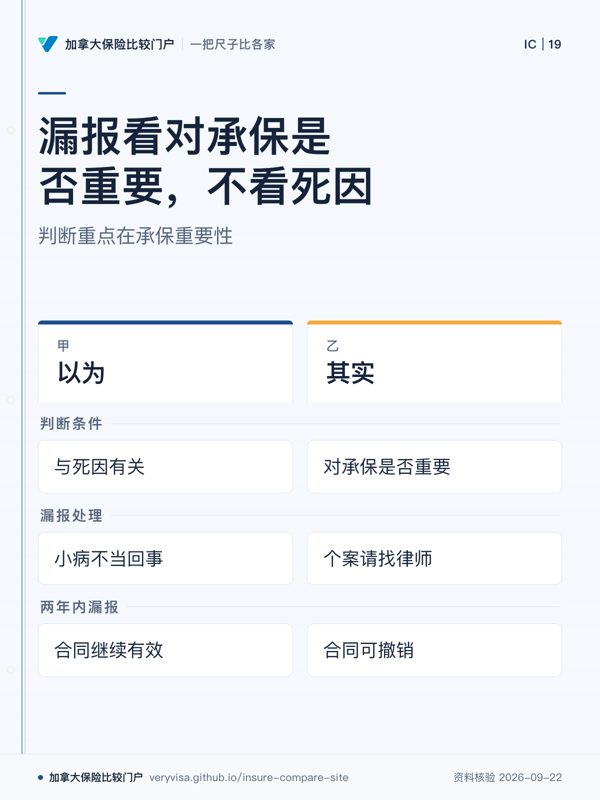 加拿大保险比较门户 | 一把尺子比各家
IC | 19
漏报看对承保是
否重要，不看死因
判断重点在承保重要性
甲
以为
乙
其实
判断条件
与死因有关
对承保是否重要
漏报处理
小病不当回事
个案请找律师
两年内漏报
合同继续有效
合同可撤销
加拿大保险比较门户 veryvisa.github.io/insure-compare-site
资料核验 2026-09-22